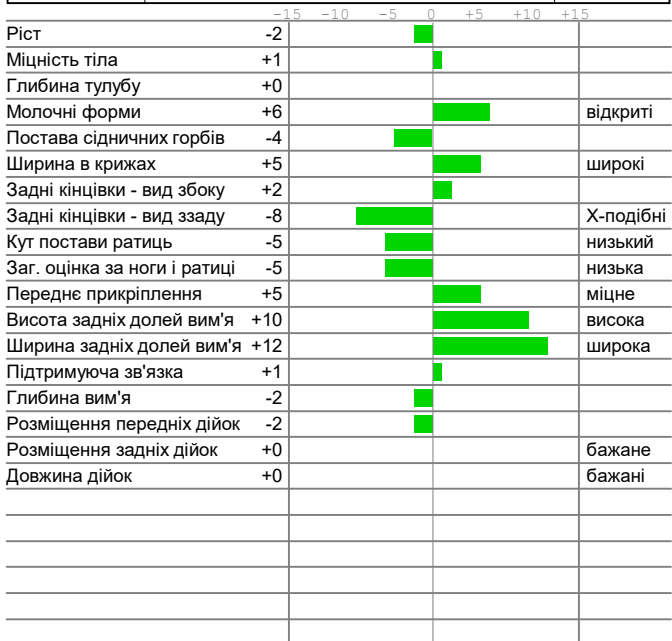 -15 -10 -5 0 +5 +10 +15
Ріст -2
Міцність тіла +1
Глибина тулубу +0
Молочні форми +6 відкриті
Постава сідничних горбів -4
Ширина в крижах +5 широкі
Задні кінцівки - вид збоку +2
Задні кінцівки - вид ззаду -8 X-подібні
Кут постави ратиць -5 низький
Заг. оцінка за ноги і ратиці -5 низька
Переднє прикріплення +5 міцне
Висота задніх долей вим'я +10 висока
Ширина задніх долей вим'я +12 широка
Підтримуюча зв'язка +1
Глибина вим'я -2
Розміщення передніх дійок -2
Розміщення задніх дійок +0 бажане
Довжина дійок +0 бажані